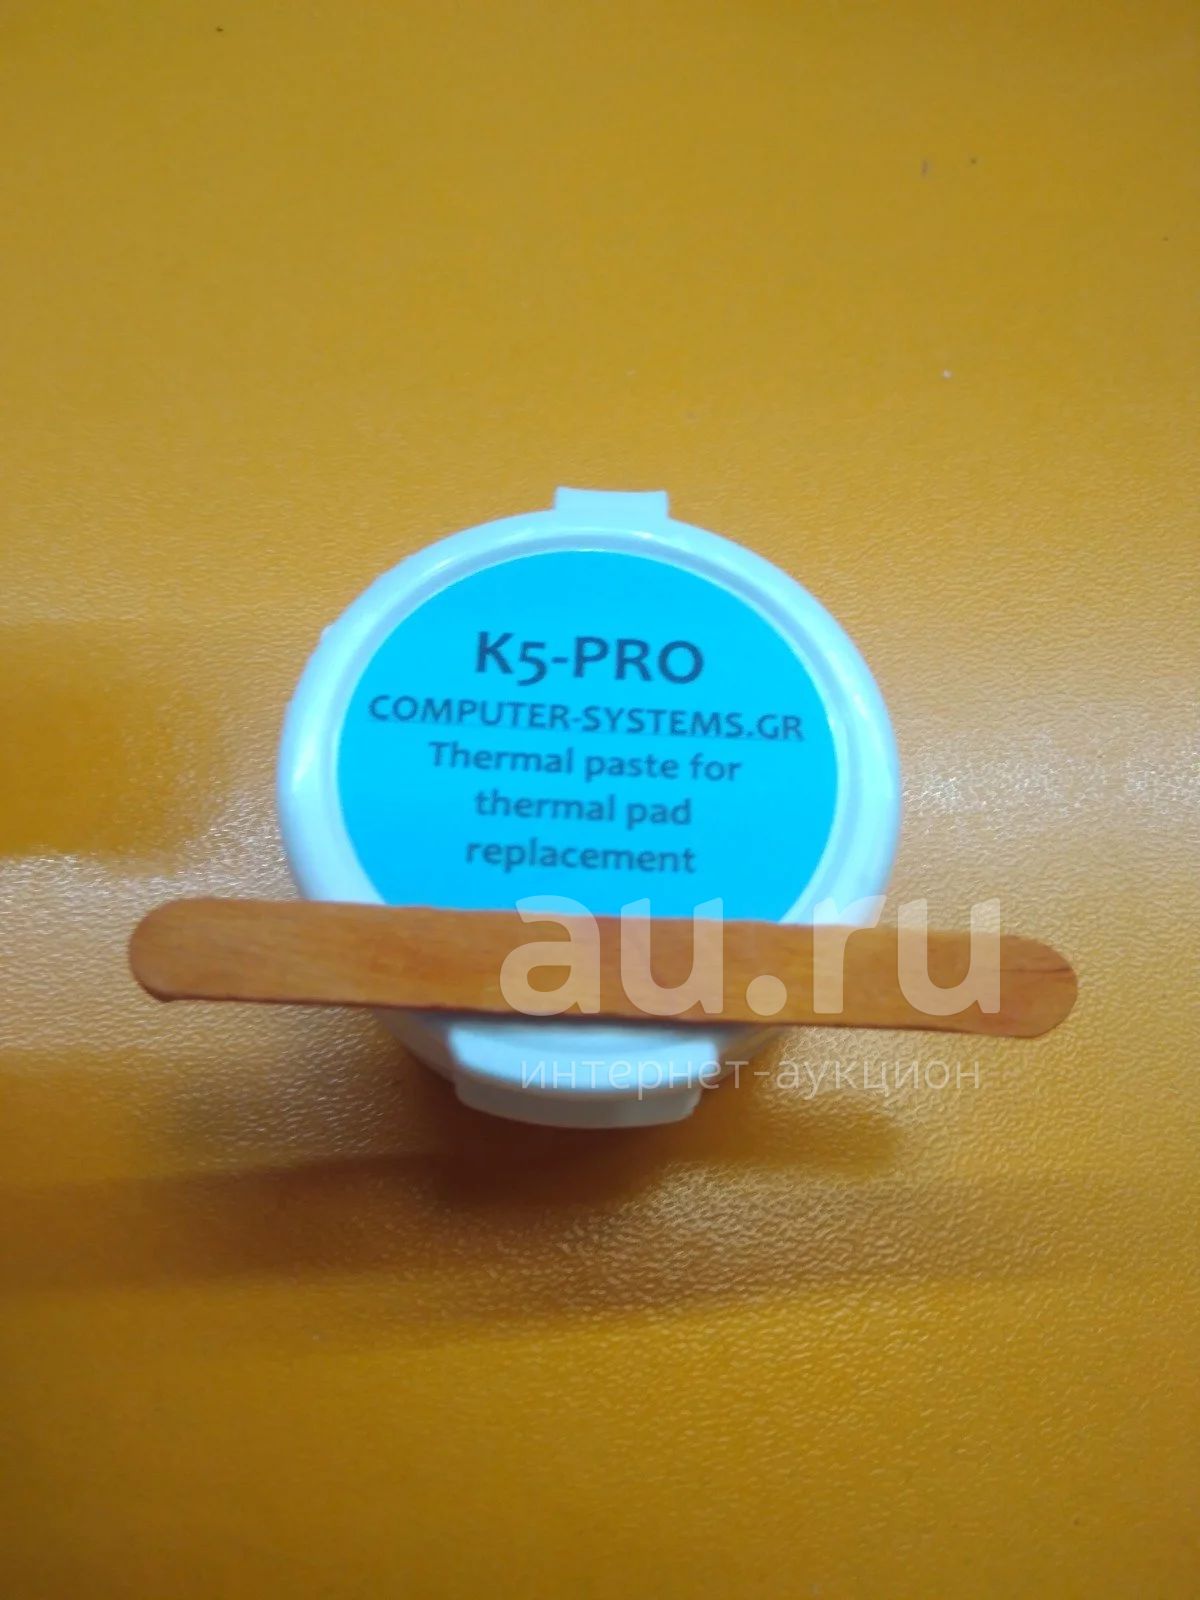 K5-PRO
COMPUTER-SYSTEMS.GR
Thermal paste for
thermal pad
replacement
au.ru
интернет-аукцион